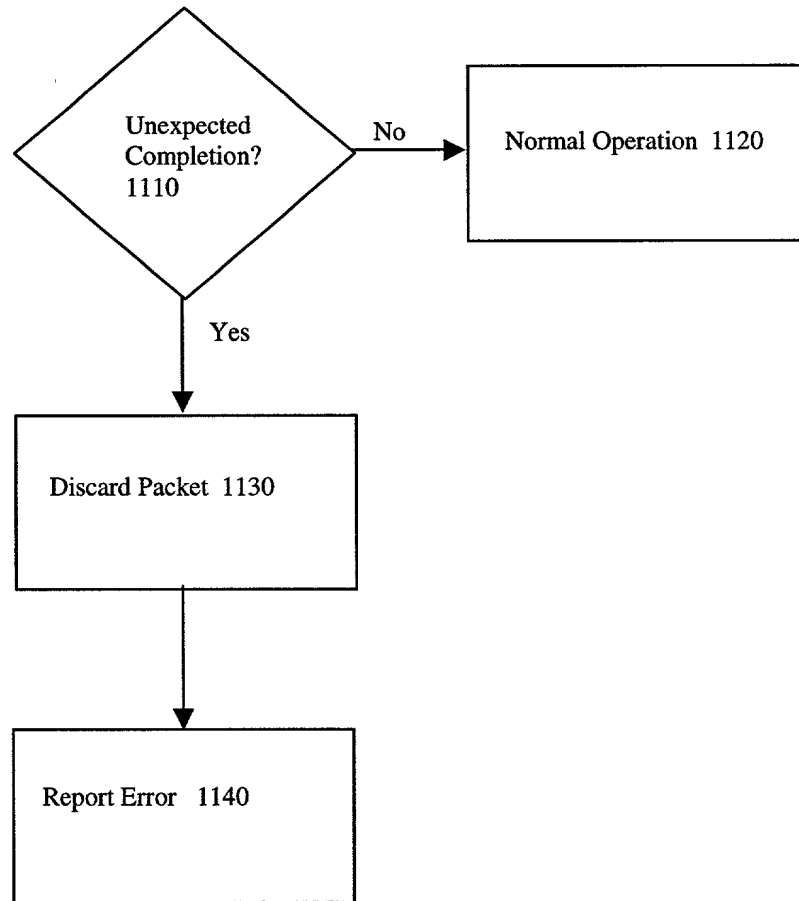 Unexpected
Completion?
1110
No
Normal Operation 1120
Yes
Discard Packet 1130
Report Error 1140